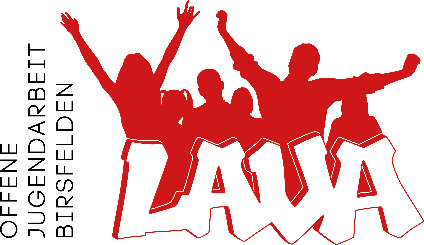 OFFENE
JUGENDARBEIT
BIRSFELDEN
LAVA